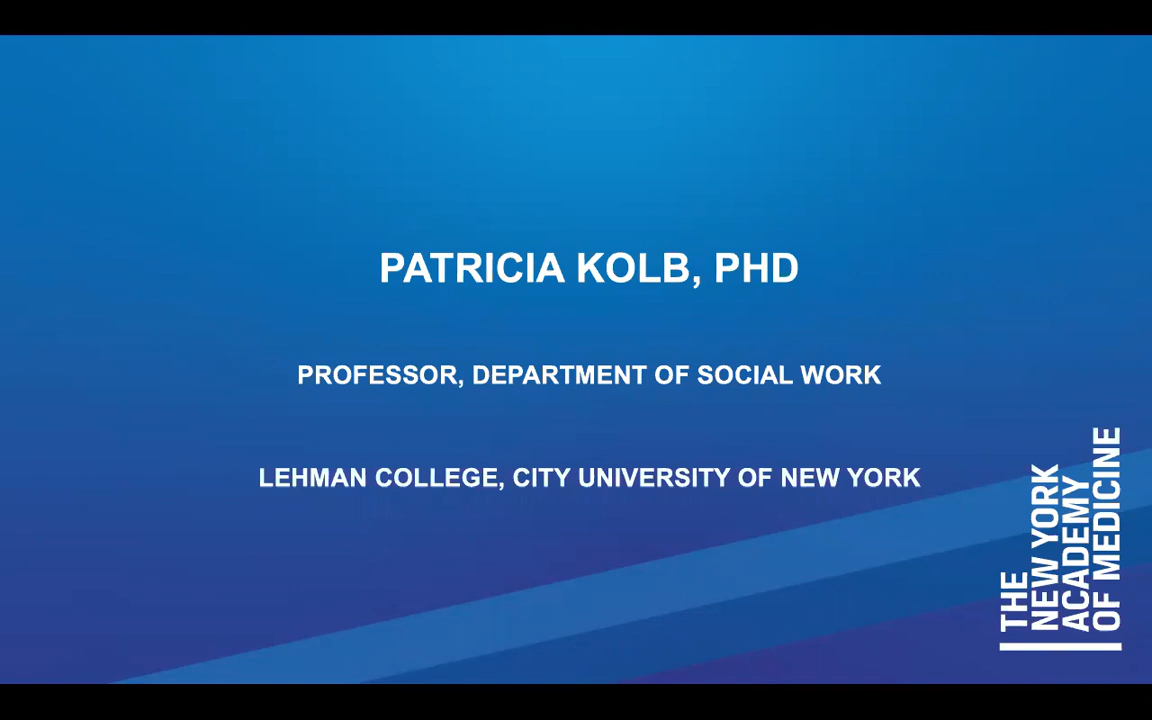 PATRICIA KOLB, PHD
PROFESSOR, DEPARTMENT OF SOCIAL WORK
LEHMAN COLLEGE, CITY UNIVERSITY OF NEW YORK
THE
NEW YORK
ACADEMY
OF MEDICINE